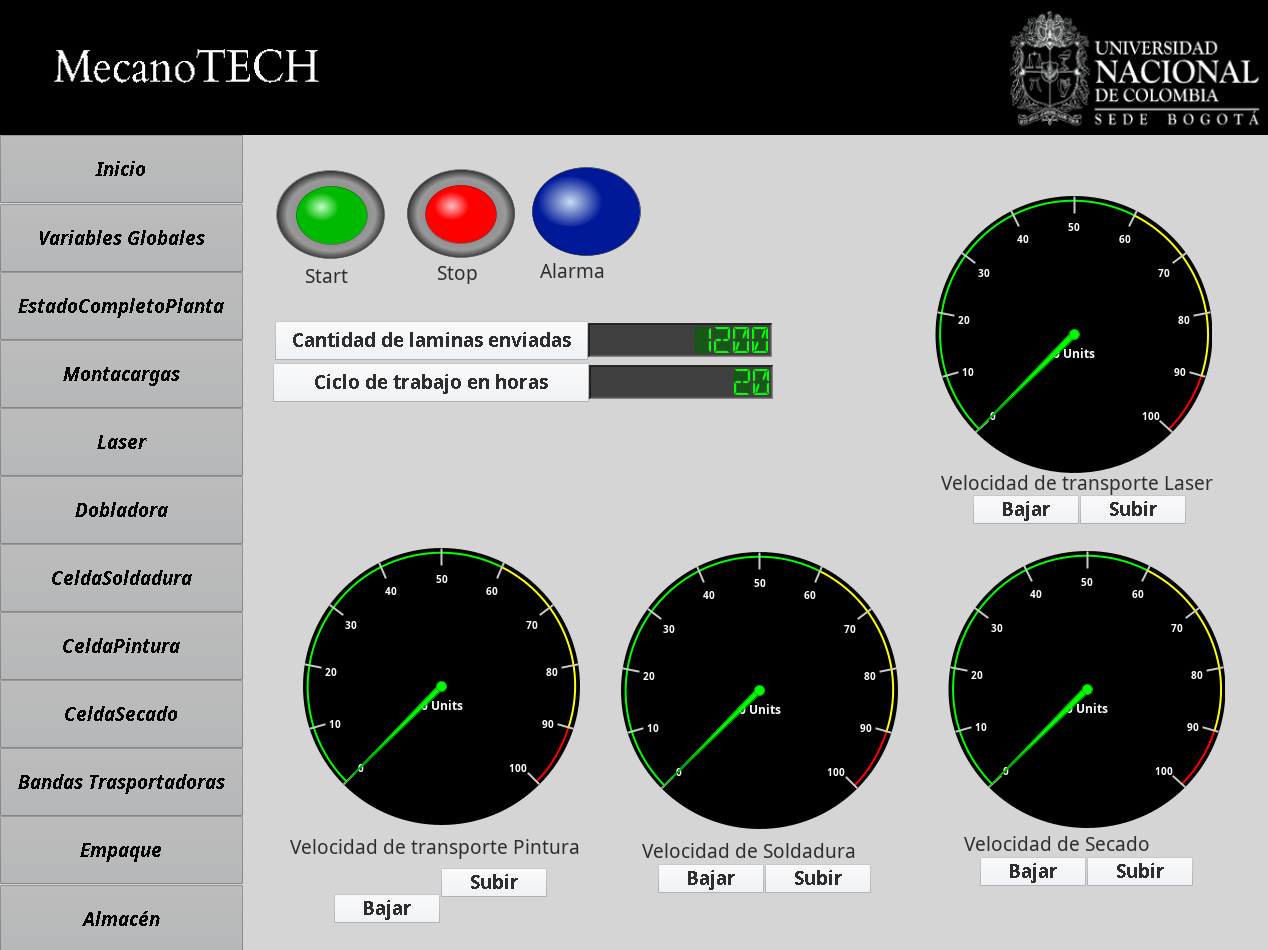 MecanoTECH
UNIVERSIDAD
NACIONAL
DE COLOMBIA
SEDE BOGOTÁ
Inicio
Variables Globales
EstadoCompletoPlanta
Montacargas
Laser
Dobladora
CeldaSoldadura
CeldaPintura
CeldaSecado
Bandas Trasportadoras
Empaque
Almacén
Start
Stop
Alarma
Cantidad de laminas enviadas 1200
Ciclo de trabajo en horas 20
0 10 20 30 40 50 60 70 80 90 100
0 Units
Velocidad de transporte Laser
Bajar Subir
0 10 20 30 40 50 60 70 80 90 100
0 Units
Velocidad de transporte Pintura
Subir
Bajar
0 10 20 30 40 50 60 70 80 90 100
0 Units
Velocidad de Soldadura
Bajar Subir
0 10 20 30 40 50 60 70 80 90 100
0 Units
Velocidad de Secado
Bajar Subir